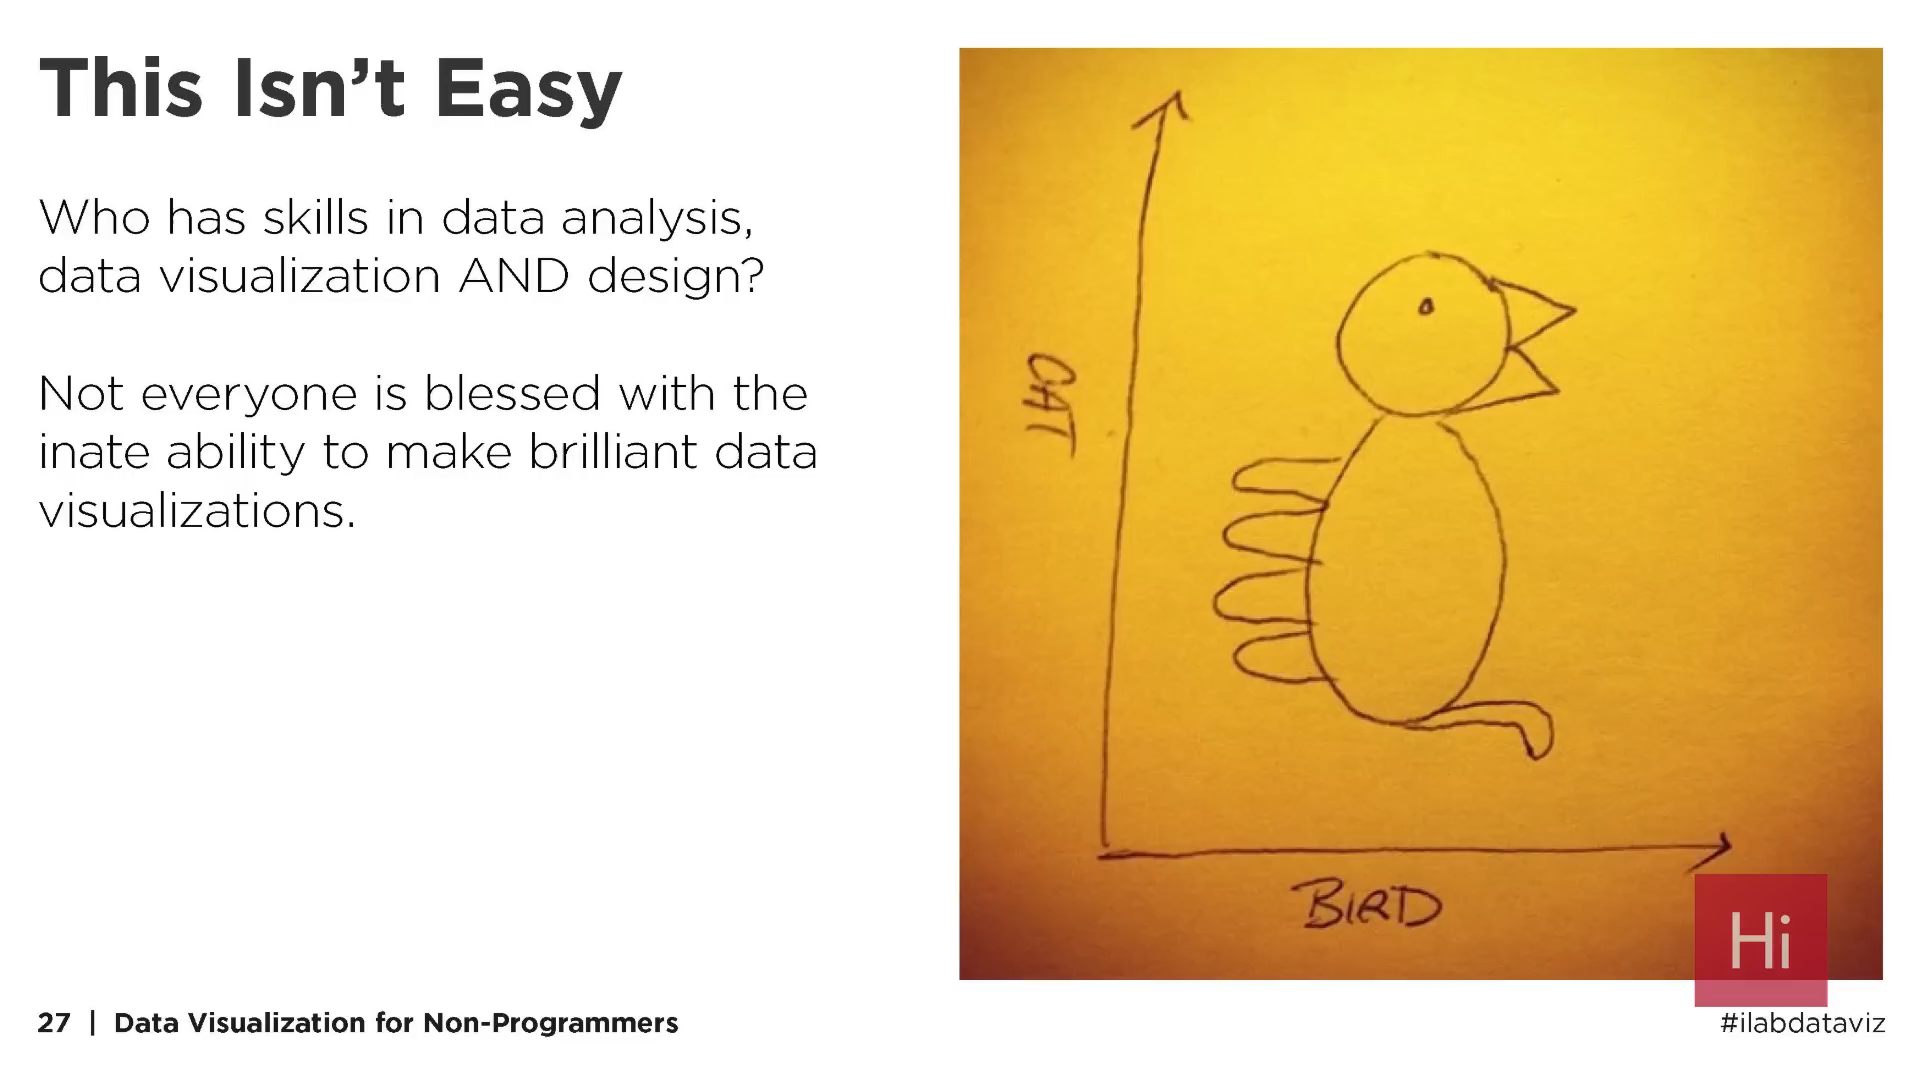 This Isn’t Easy
Who has skills in data analysis,
data visualization AND design?
Not everyone is blessed with the
inate ability to make brilliant data
visualizations.
CAT
BIRD
Hi
27 | Data Visualization for Non-Programmers
#ilabdataviz